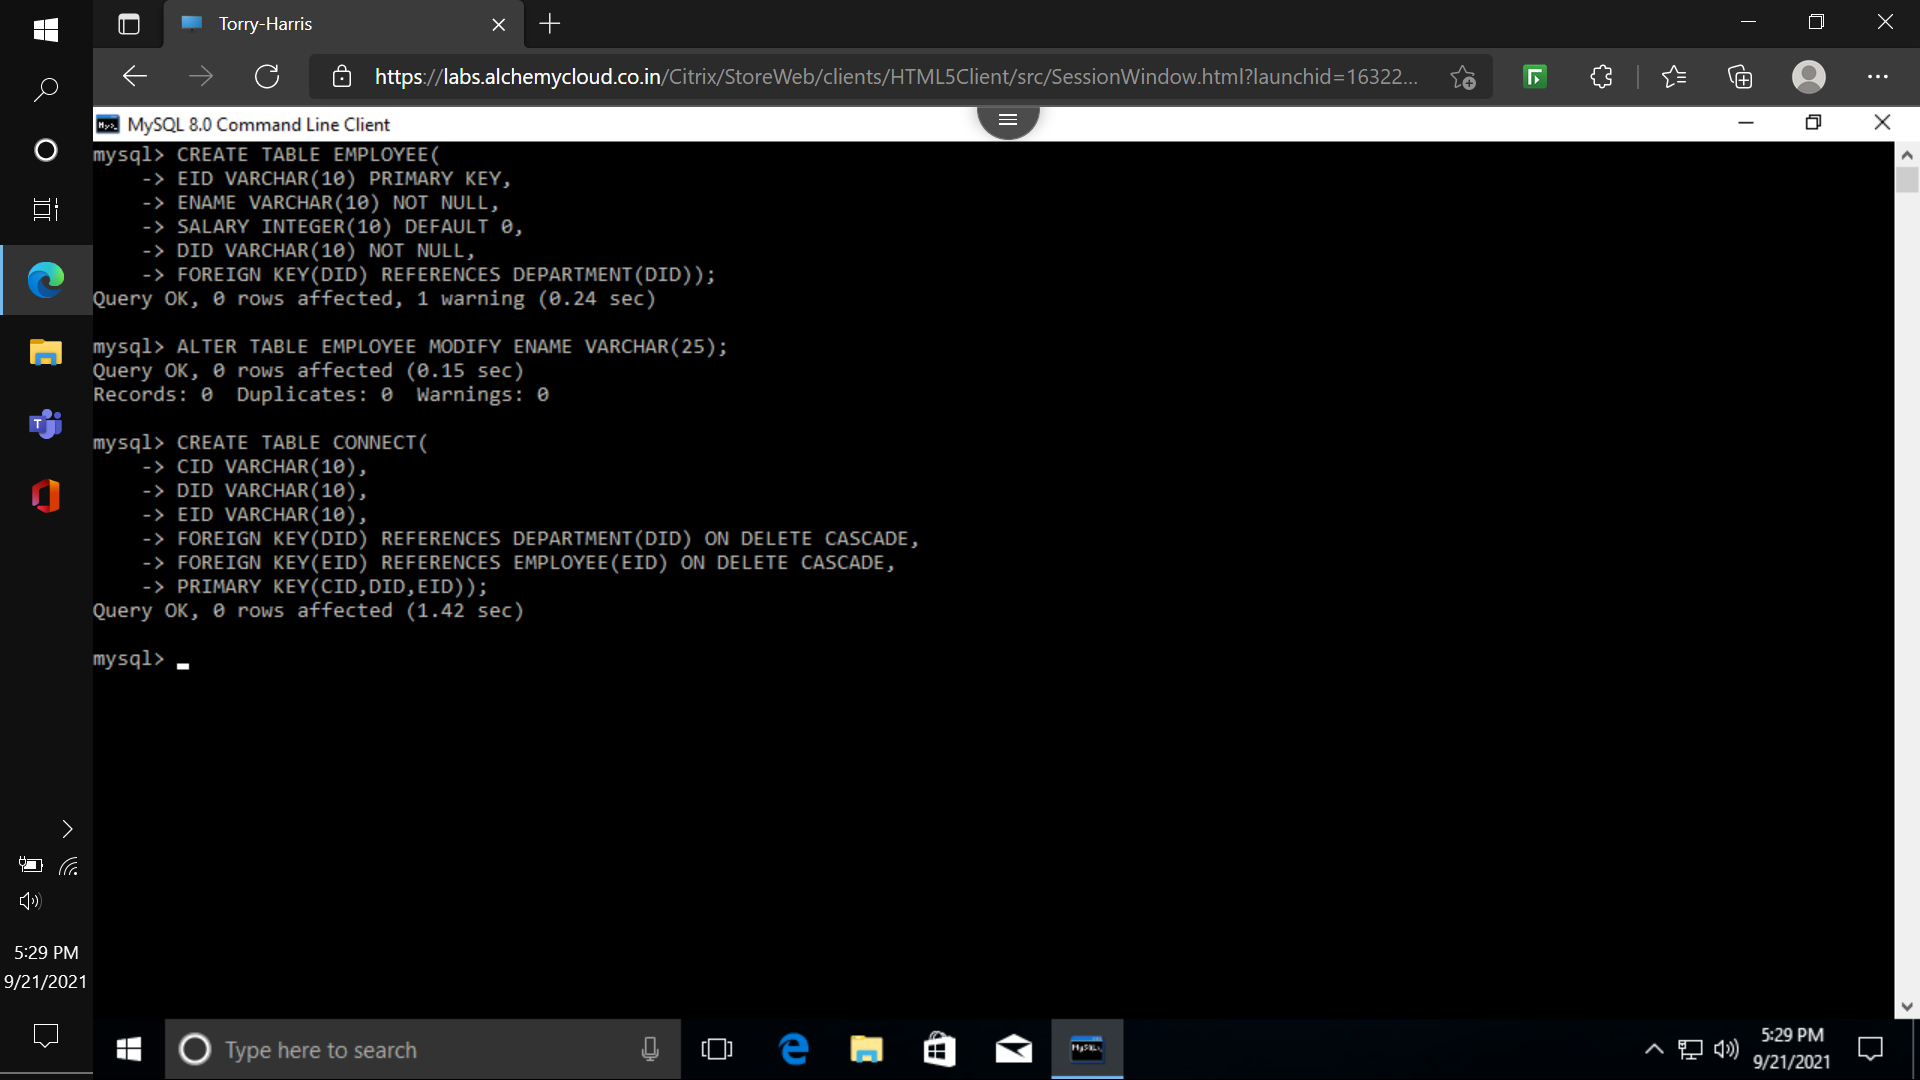 Torry-Harris
https://labs.alchemycloud.co.in/Citrix/StoreWeb/clients/HTML5Client/src/SessionWindow.html?launchid=16322...
MySQL 8.0 Command Line Client
mysql> CREATE TABLE EMPLOYEE(
-> EID VARCHAR(10) PRIMARY KEY,
-> ENAME VARCHAR(10) NOT NULL,
-> SALARY INTEGER(10) DEFAULT 0,
-> DID VARCHAR(10) NOT NULL,
-> FOREIGN KEY(DID) REFERENCES DEPARTMENT(DID));
Query OK, 0 rows affected, 1 warning (0.24 sec)
mysql> ALTER TABLE EMPLOYEE MODIFY ENAME VARCHAR(25);
Query OK, 0 rows affected (0.15 sec)
Records: 0  Duplicates: 0  Warnings: 0
mysql> CREATE TABLE CONNECT(
-> CID VARCHAR(10),
-> DID VARCHAR(10),
-> EID VARCHAR(10),
-> FOREIGN KEY(DID) REFERENCES DEPARTMENT(DID) ON DELETE CASCADE,
-> FOREIGN KEY(EID) REFERENCES EMPLOYEE(EID) ON DELETE CASCADE,
-> PRIMARY KEY(CID,DID,EID));
Query OK, 0 rows affected (1.42 sec)
mysql>
5:29 PM
9/21/2021
Type here to search
5:29 PM
9/21/2021